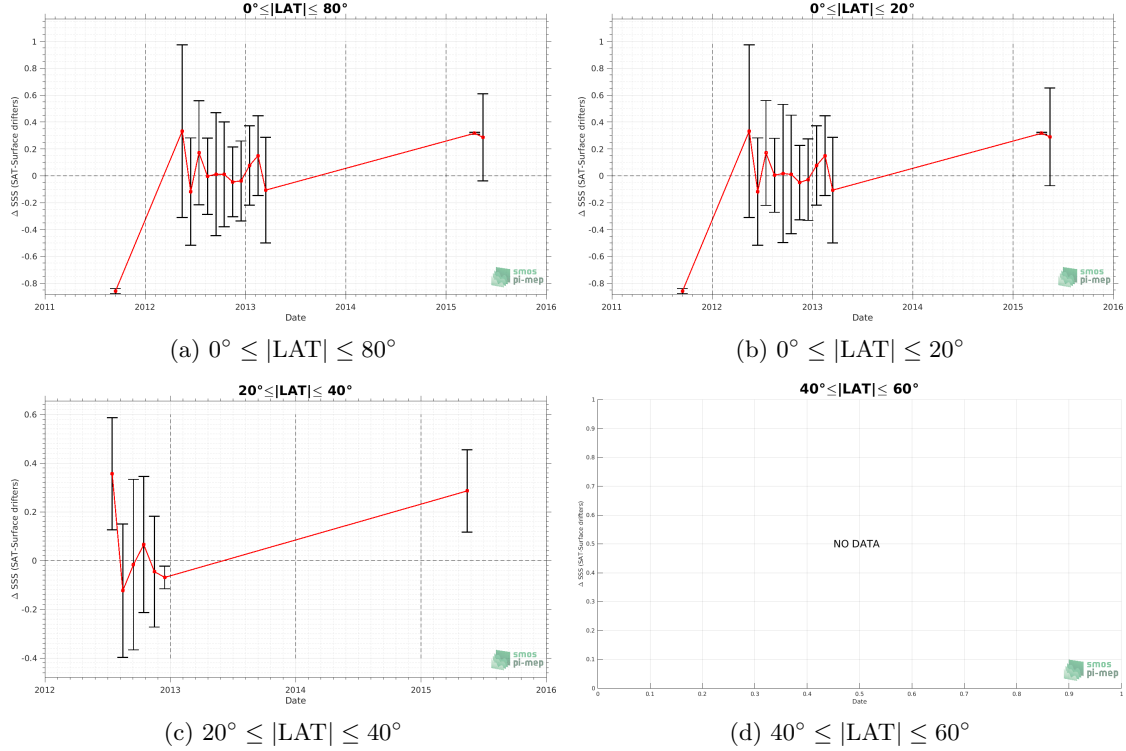 0°≤|LAT|≤ 80°
Δ SSS (SAT-Surface drifters)
1
0.8
0.6
0.4
0.2
0
-0.2
-0.4
-0.6
-0.8
2011 2012 2013 2014 2015 2016
Date
smos
pi-mep
(a) 0° ≤ |LAT| ≤ 80°
0°≤|LAT|≤ 20°
Δ SSS (SAT-Surface drifters)
1
0.8
0.6
0.4
0.2
0
-0.2
-0.4
-0.6
-0.8
2011 2012 2013 2014 2015 2016
Date
smos
pi-mep
(b) 0° ≤ |LAT| ≤ 20°
20°≤|LAT|≤ 40°
Δ SSS (SAT-Surface drifters)
0.6
0.4
0.2
0
-0.2
-0.4
2012 2013 2014 2015 2016
Date
smos
pi-mep
(c) 20° ≤ |LAT| ≤ 40°
40°≤|LAT|≤ 60°
Δ SSS (SAT-Surface drifters)
1
0.9
0.8
0.7
0.6
0.5
0.4
0.3
0.2
0.1
0
NO DATA
0 0.1 0.2 0.3 0.4 0.5 0.6 0.7 0.8 0.9 1
Date
smos
pi-mep
(d) 40° ≤ |LAT| ≤ 60°